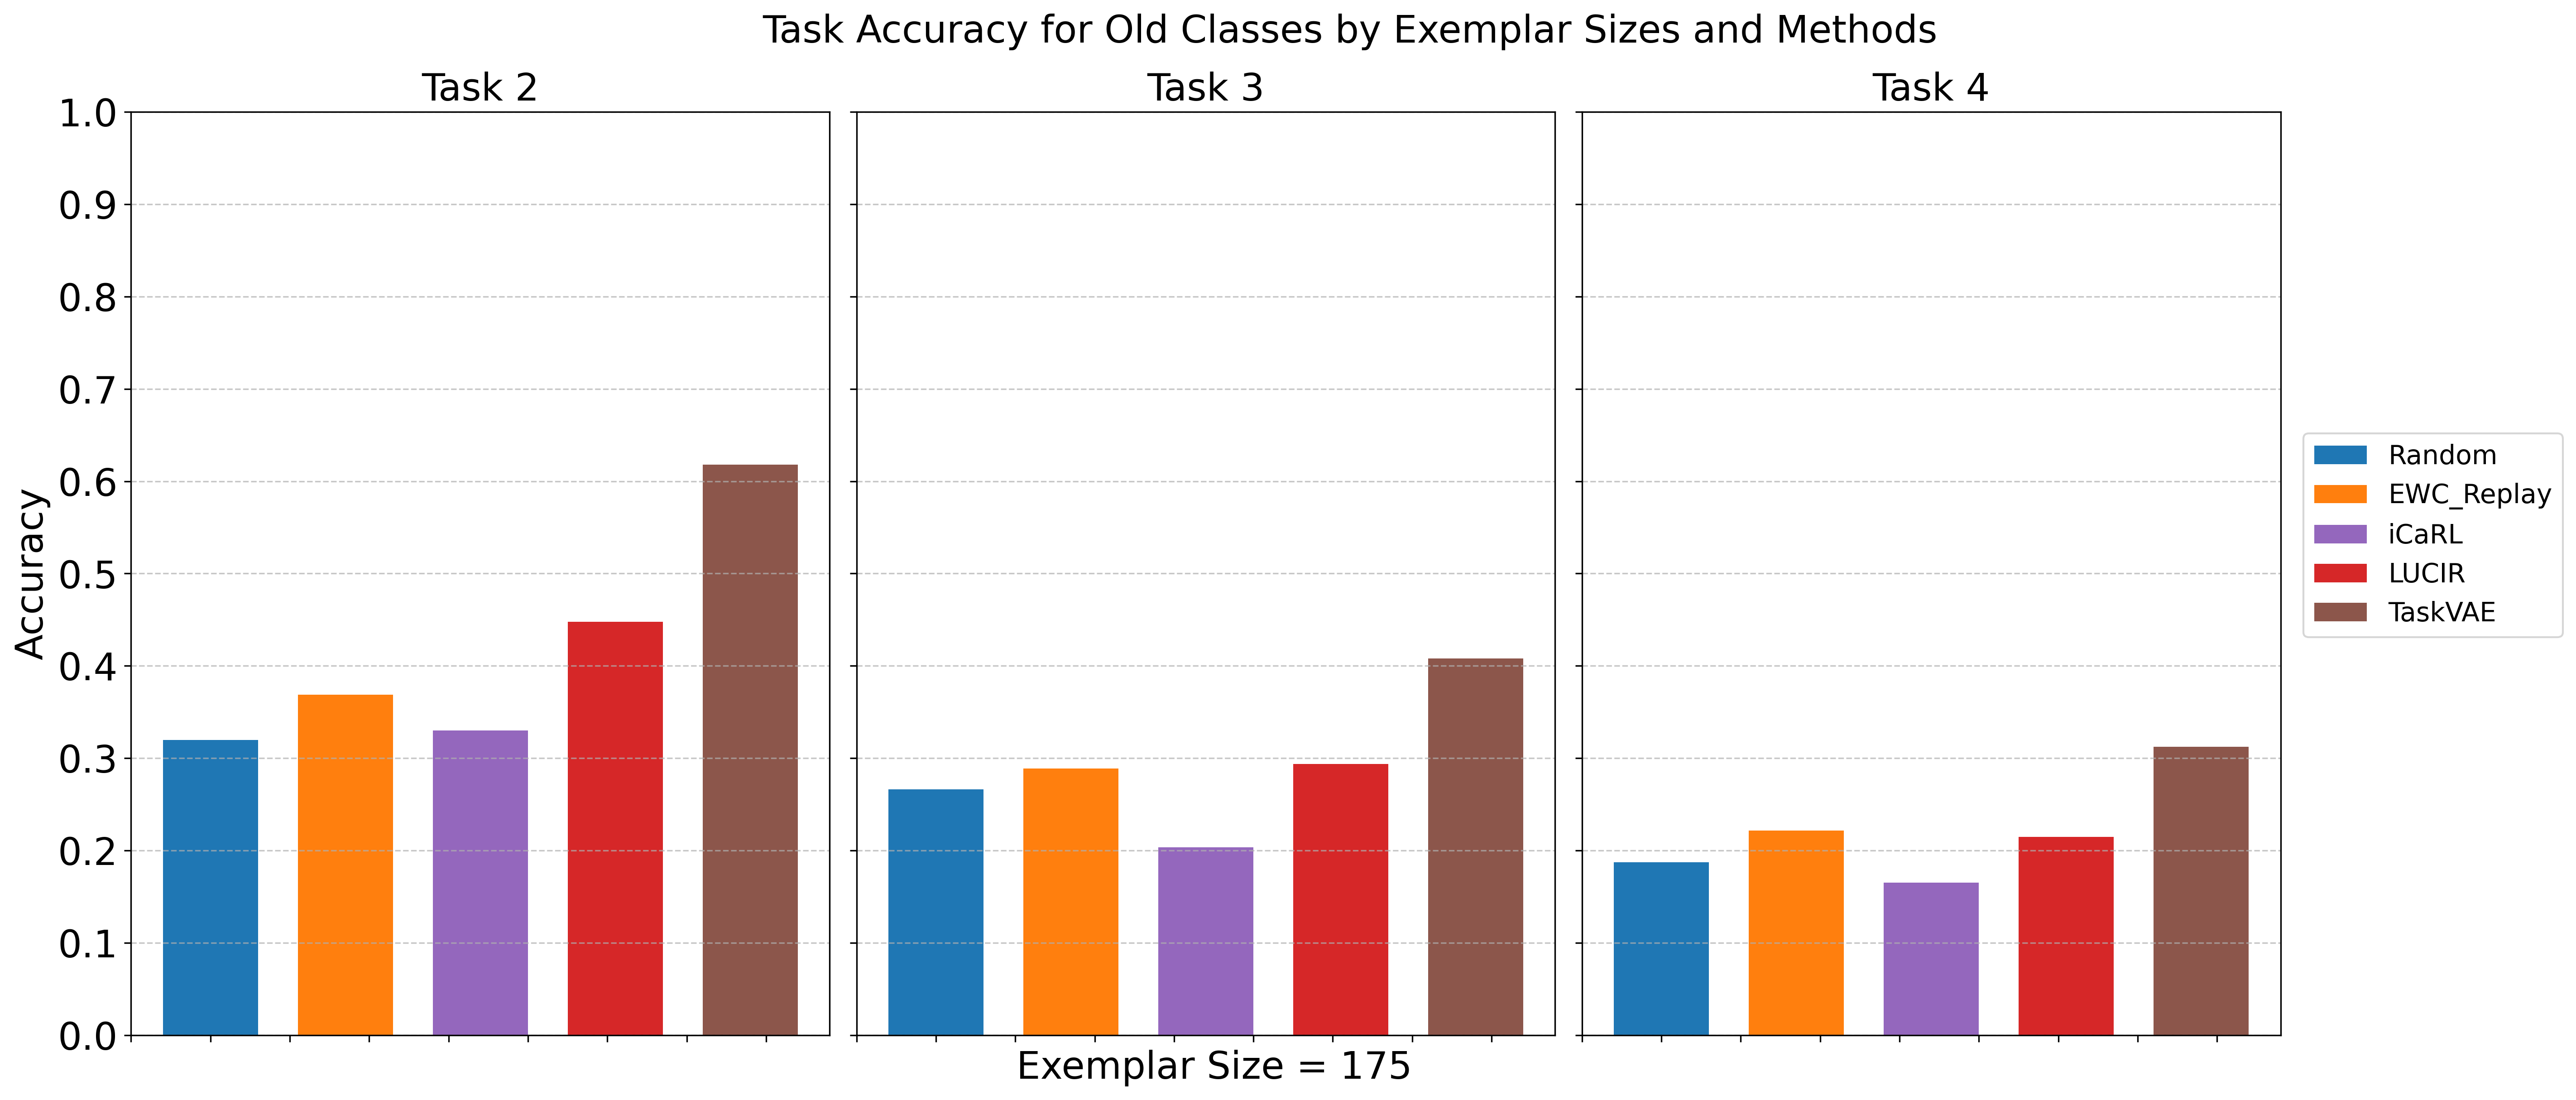 Task Accuracy for Old Classes by Exemplar Sizes and Methods
Task 2
Task 3
Task 4
Accuracy
1.0
0.9
0.8
0.7
0.6
0.5
0.4
0.3
0.2
0.1
0.0
Exemplar Size = 175
Random
EWC_Replay
iCaRL
LUCIR
TaskVAE